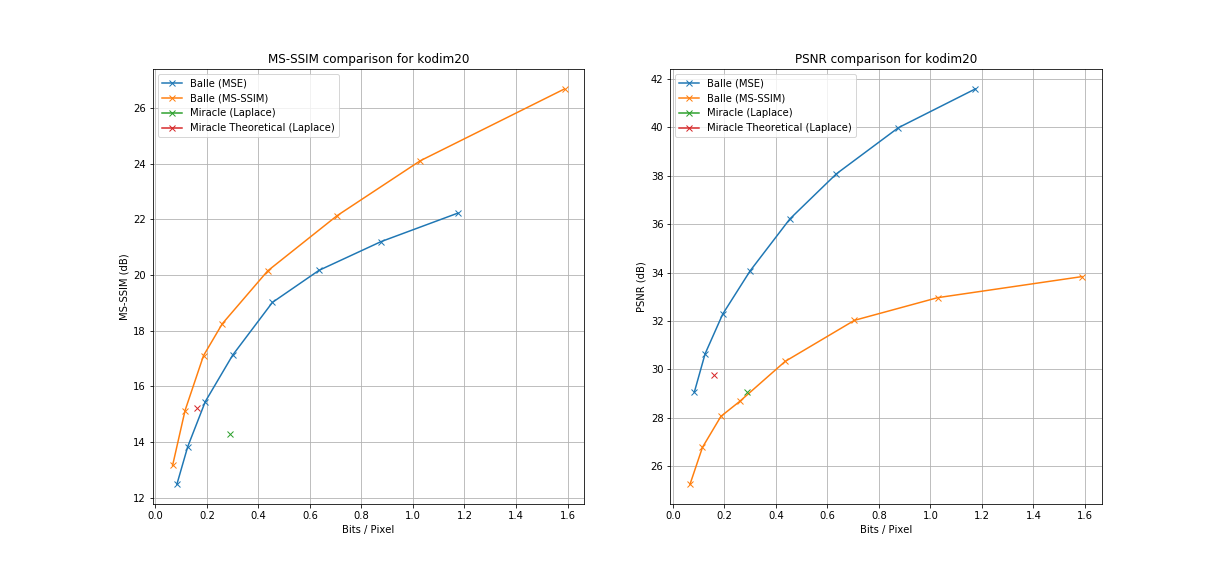 MS-SSIM comparison for kodim20
Balle (MSE)
Balle (MS-SSIM)
Miracle (Laplace)
Miracle Theoretical (Laplace)
MS-SSIM (dB)
26
24
22
20
18
16
14
12
0.0 0.2 0.4 0.6 0.8 1.0 1.2 1.4 1.6
Bits / Pixel
PSNR comparison for kodim20
Balle (MSE)
Balle (MS-SSIM)
Miracle (Laplace)
Miracle Theoretical (Laplace)
PSNR (dB)
42
40
38
36
34
32
30
28
26
0.0 0.2 0.4 0.6 0.8 1.0 1.2 1.4 1.6
Bits / Pixel